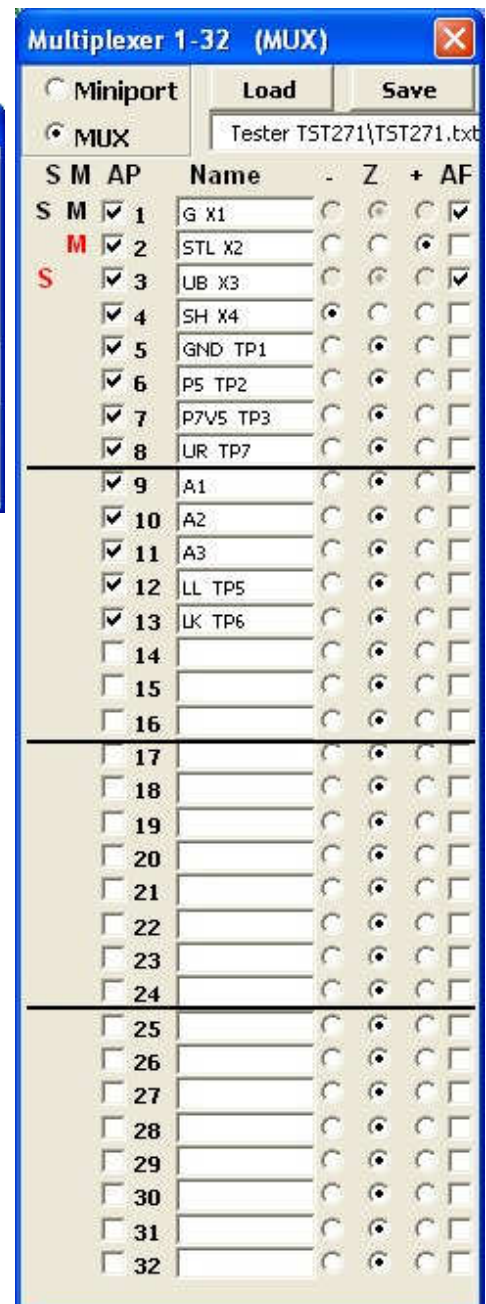 Multiplexer 1-32 (MUX)
Miniport Load Save
MUX Tester TST271\TST271.txt
S M AP Name - Z + AF
S M 1 G X1
M 2 STL X2
S 3 UB X3
4 SH X4
5 GND TP1
6 P5 TP2
7 P7V5 TP3
8 UR TP7
9 A1
10 A2
11 A3
12 LL TP5
13 LK TP6
14
15
16
17
18
19
20
21
22
23
24
25
26
27
28
29
30
31
32